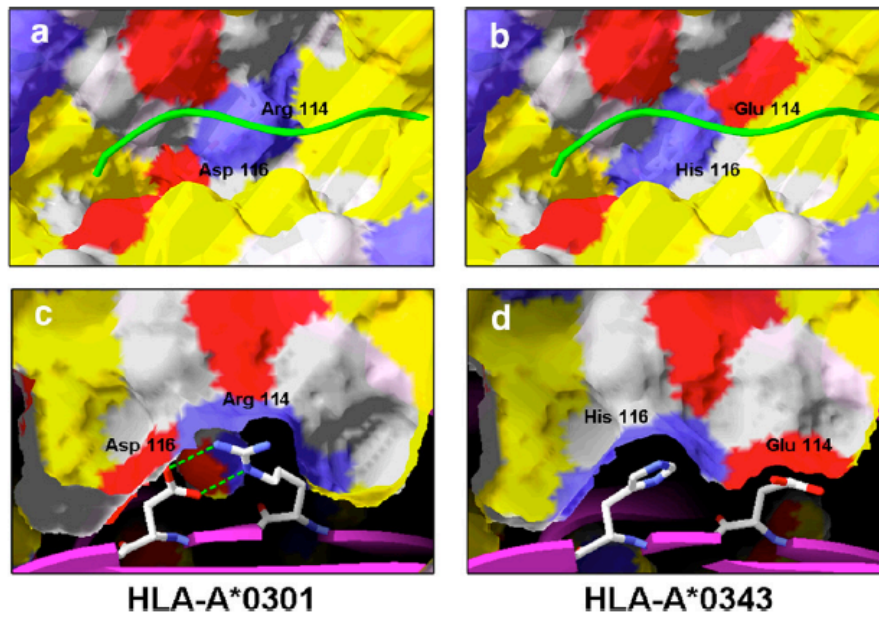 a
Arg 114
Asp 116
b
Glu 114
His 116
c
Arg 114
Asp 116
d
His 116
Glu 114
HLA-A*0301
HLA-A*0343